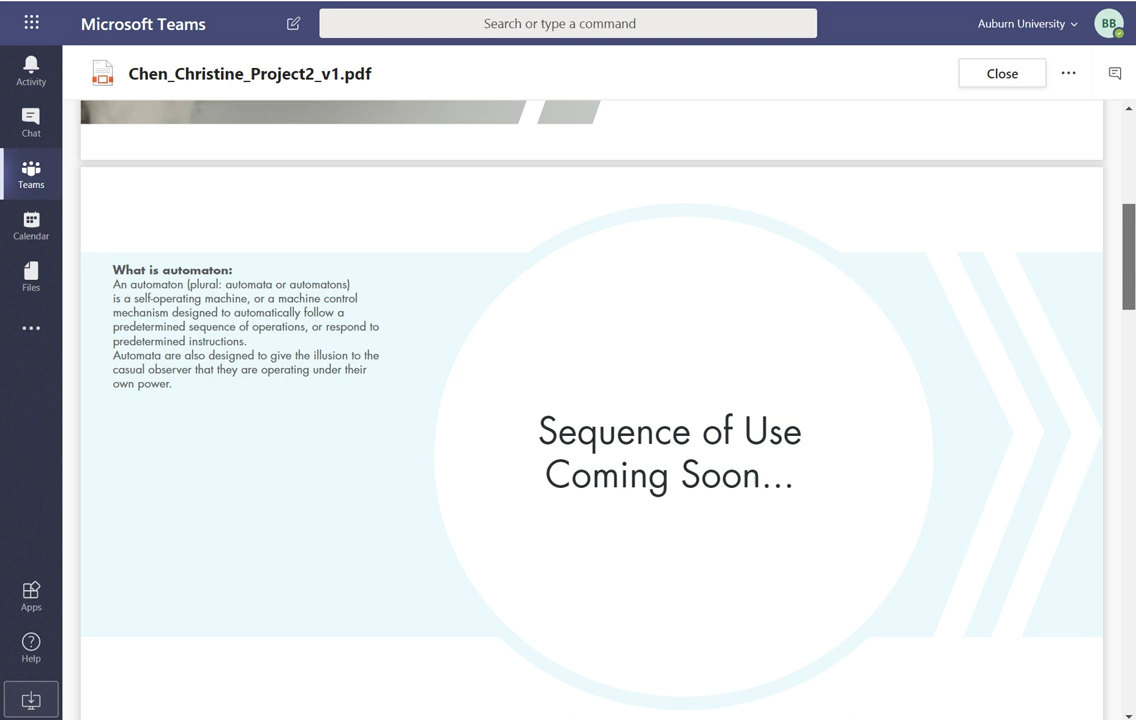 Microsoft Teams
Search or type a command
Auburn University
BB
Activity
Chat
Teams
Calendar
Files
Apps
Help
Chen_Christine_Project2_v1.pdf
Close
What is automaton:
An automaton (plural: automata or automatons)
is a self-operating machine, or a machine control
mechanism designed to automatically follow a
predetermined sequence of operations, or respond to
predetermined instructions.
Automata are also designed to give the illusion to the
casual observer that they are operating under their
own power.
Sequence of Use
Coming Soon...